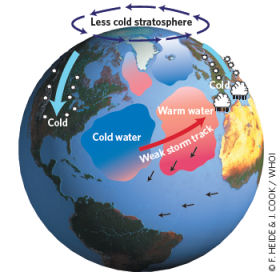 Less cold stratosphere
Cold
Warm water
Cold
Cold water
Weak storm track
© F. HEIDE & J. COOK / WHOI